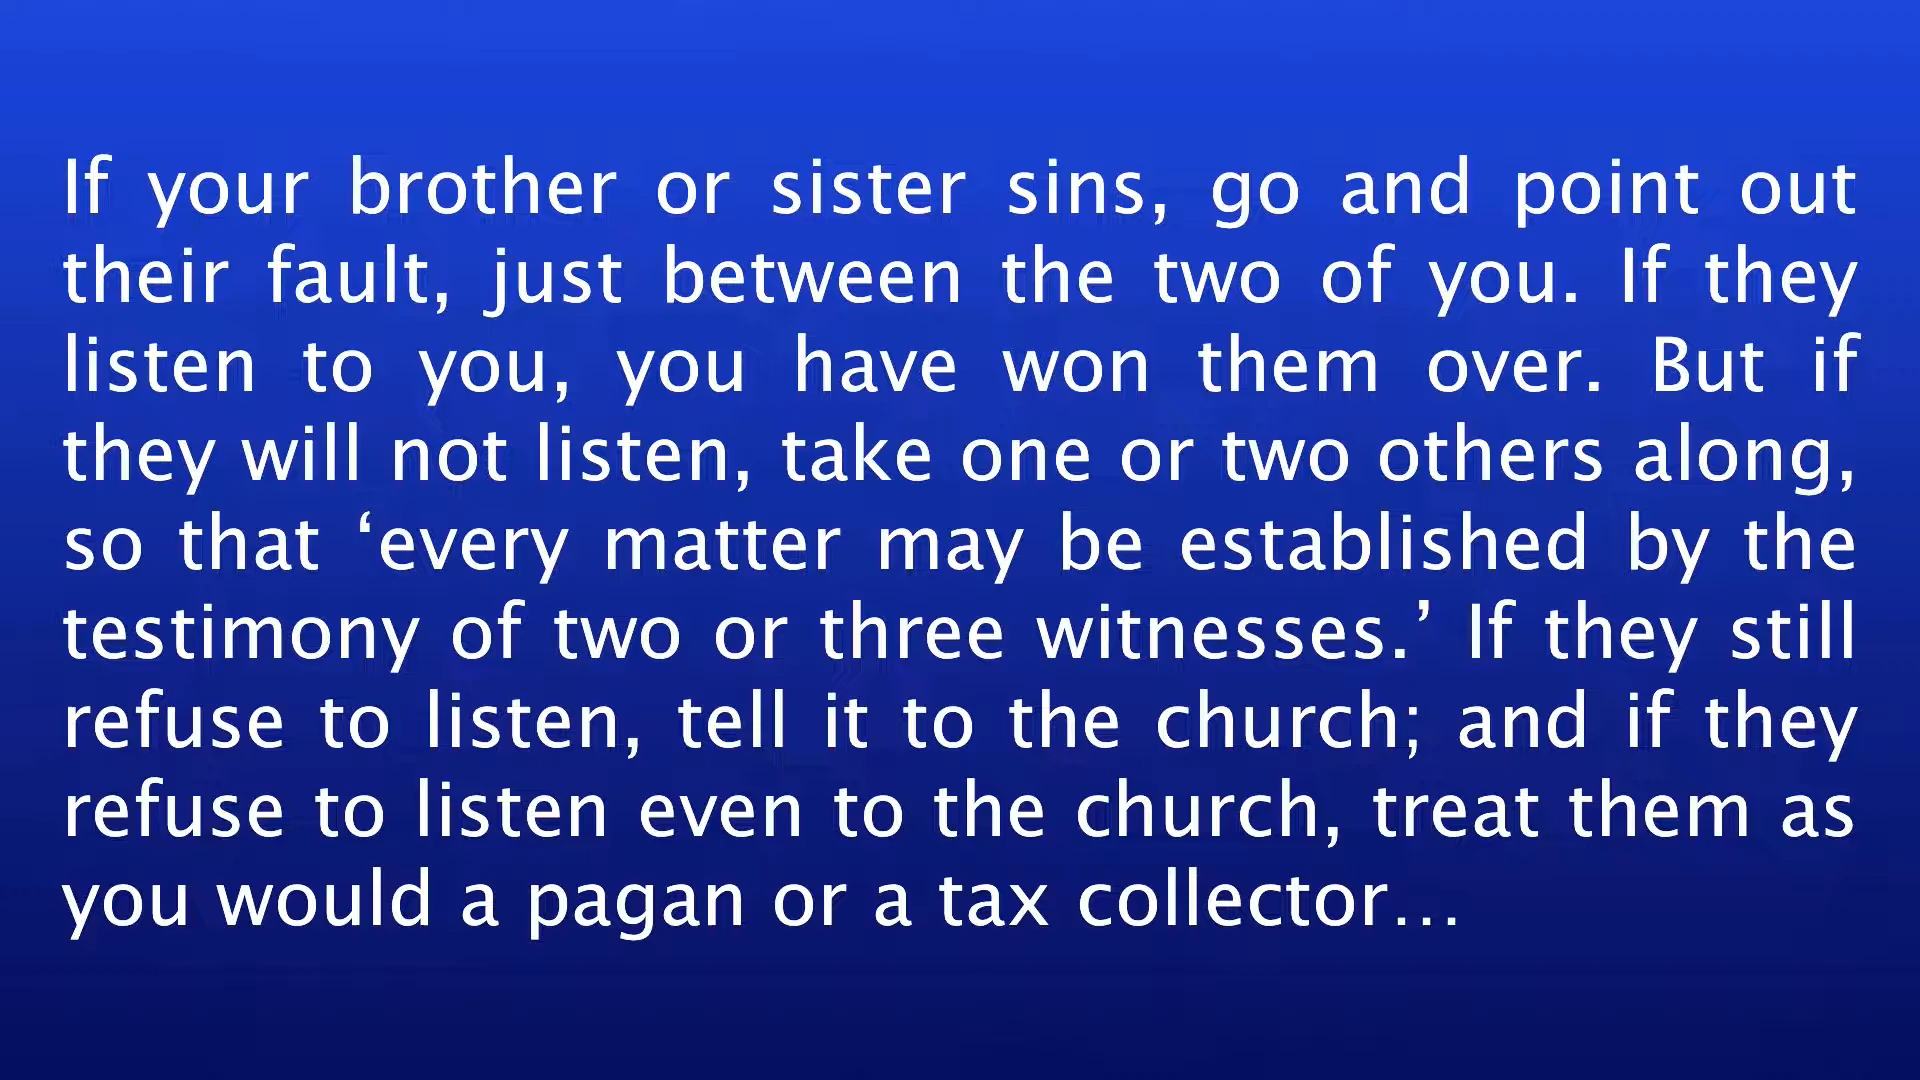 If your brother or sister sins, go and point out
their fault, just between the two of you. If they
listen to you, you have won them over. But if
they will not listen, take one or two others along,
so that ‘every matter may be established by the
testimony of two or three witnesses.’ If they still
refuse to listen, tell it to the church; and if they
refuse to listen even to the church, treat them as
you would a pagan or a tax collector…